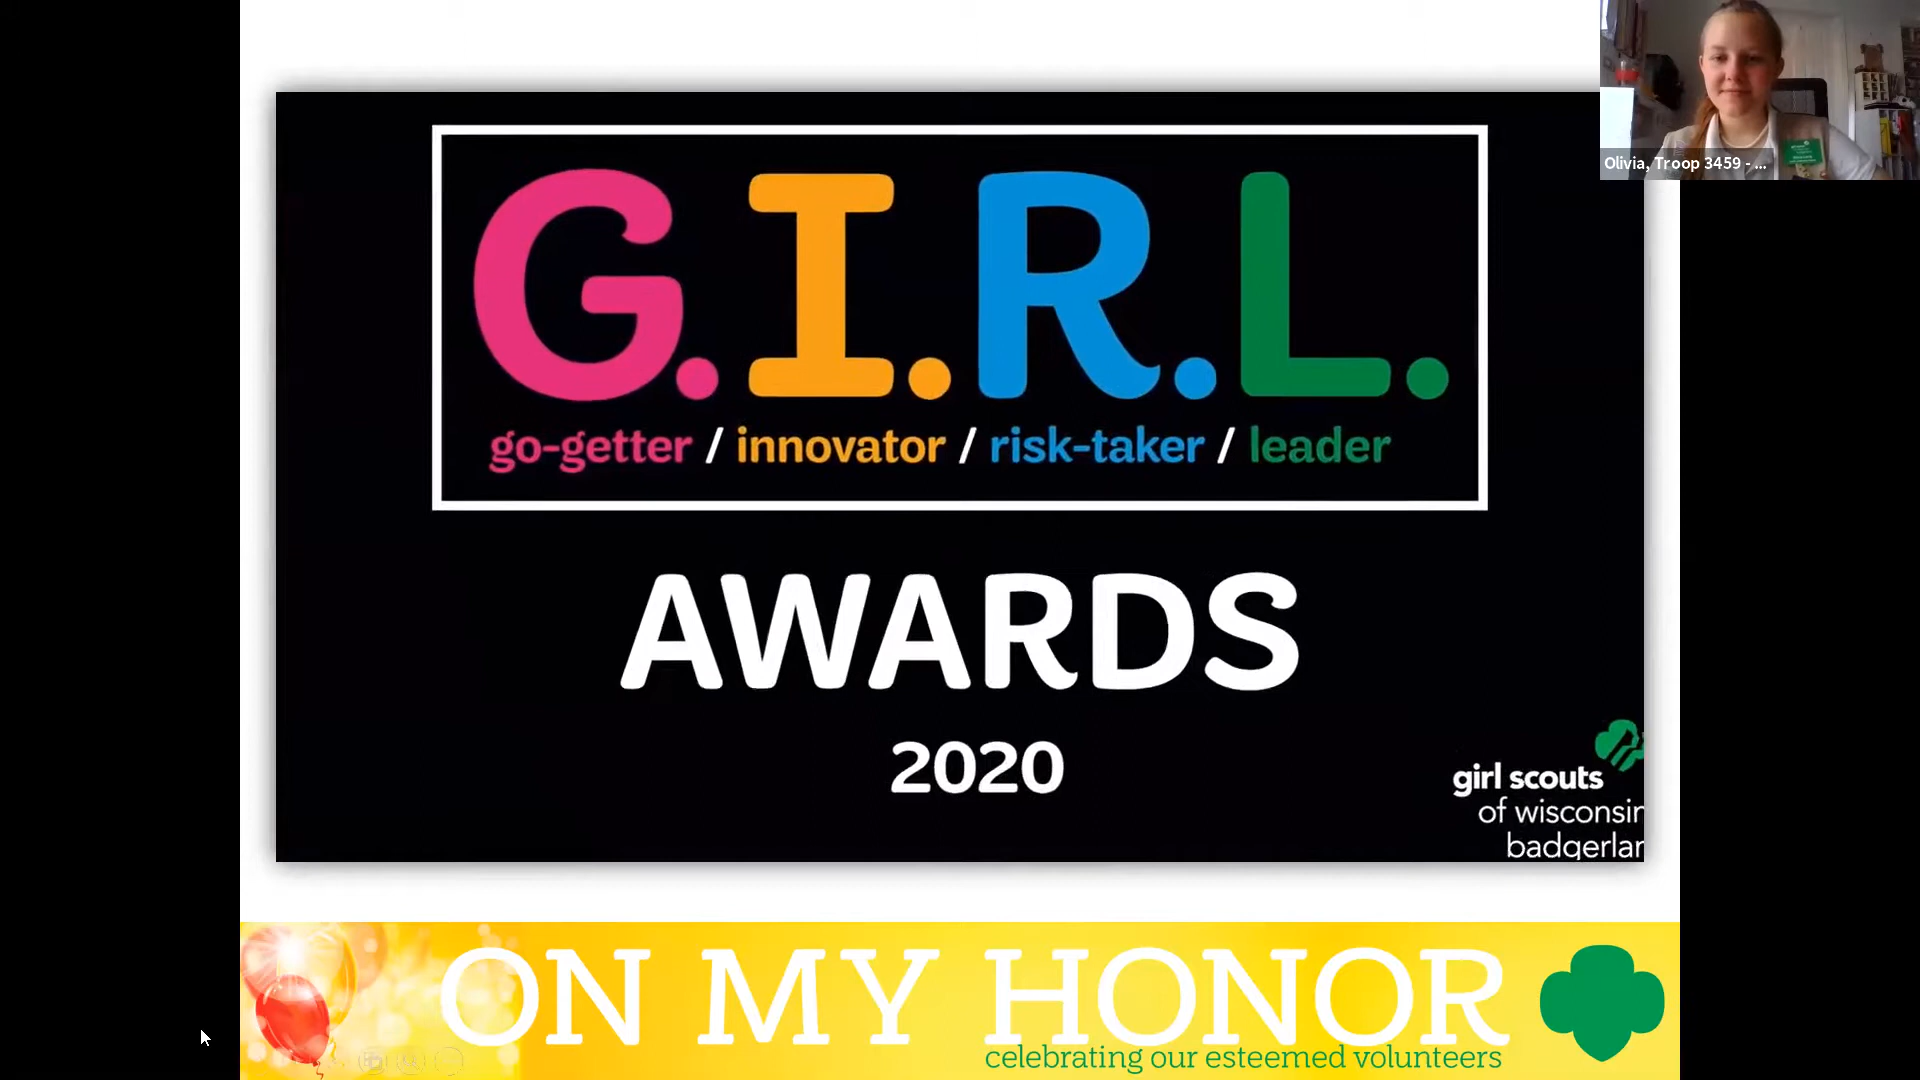 G.I.R.L.
go-getter / innovator / risk-taker / leader
AWARDS
2020
girl scouts
of wisconsin
badgerlan
Olivia, Troop 3459 - ...
ON MY HONOR
celebrating our esteemed volunteers